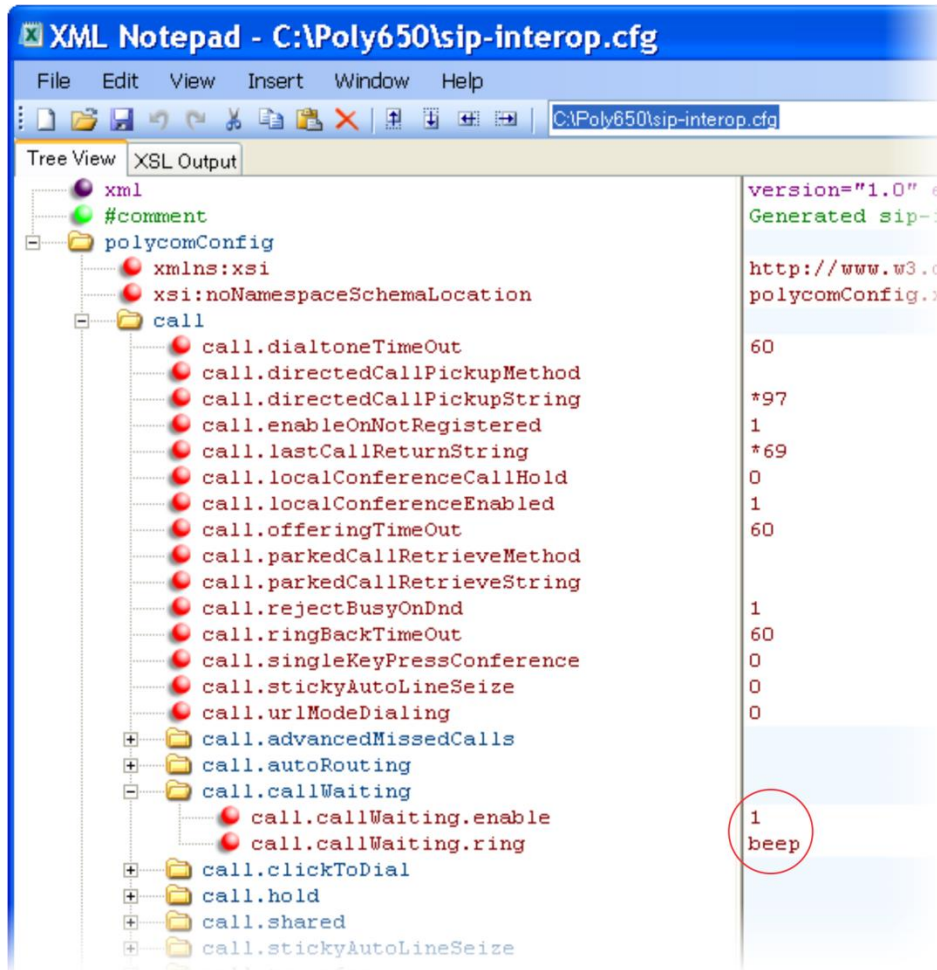 XML Notepad - C:\Poly650\sip-interop.cfg
File Edit View Insert Window Help
C:\Poly650\sip-interop.cfg
Tree View XSL Output
xml version="1.0"
#comment Generated sip-
polycomConfig
xmlns:xsi http://www.w3.
xsi:noNamespaceSchemaLocation polycomConfig.
call
call.dialtoneTimeOut 60
call.directedCallPickupMethod
call.directedCallPickupString *97
call.enableOnNotRegistered 1
call.lastCallReturnString *69
call.localConferenceCallHold 0
call.localConferenceEnabled 1
call.offeringTimeOut 60
call.parkedCallRetrieveMethod
call.parkedCallRetrieveString
call.rejectBusyOnDnd 1
call.ringBackTimeOut 60
call.singleKeyPressConference 0
call.stickyAutoLineSeize 0
call.urlModeDialing 0
call.advancedMissedCalls
call.autoRouting
call.callWaiting
call.callWaiting.enable 1
call.callWaiting.ring beep
call.clickToDial
call.hold
call.shared
call.stickyAutoLineSeize